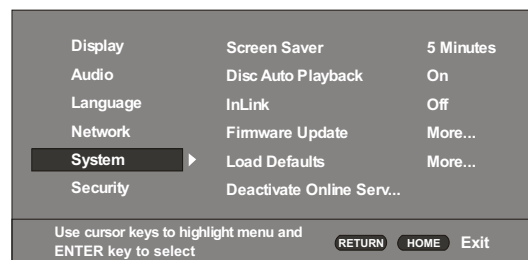 Display
Audio
Language
Network
System
Security
Screen Saver 5 Minutes
Disc Auto Playback On
InLink Off
Firmware Update More...
Load Defaults More...
Deactivate Online Serv...
Use cursor keys to highlight menu and
ENTER key to select
RETURN HOME Exit